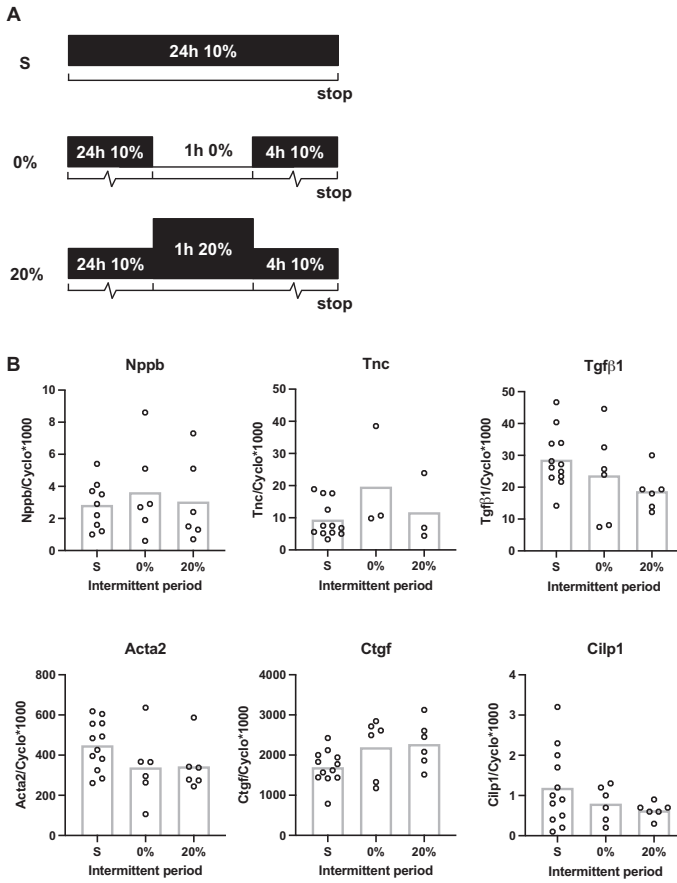 A
S
24h 10%
stop
0%
24h 10%
1h 0%
4h 10%
stop
20%
24h 10%
1h 20%
4h 10%
stop
B
Nppb
Nppb/Cyclo*1000
8
6
4
2
0
S 0% 20%
Intermittent period
Tnc
Tnc/Cyclo*1000
50
40
30
20
10
0
S 0% 20%
Intermittent period
Tgfβ1
Tgfβ1/Cyclo*1000
50
40
30
20
10
0
S 0% 20%
Intermittent period
Acta2
Acta2/Cyclo*1000
800
600
400
200
0
S 0% 20%
Intermittent period
Ctgf
Ctgf/Cyclo*1000
4000
3000
2000
1000
0
S 0% 20%
Intermittent period
Cilp1
Cilp1/Cyclo*1000
4
3
2
1
0
S 0% 20%
Intermittent period